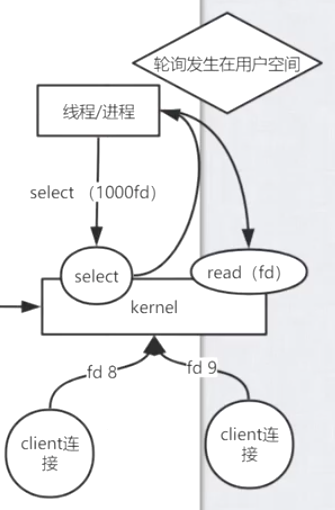 轮询发生在用户空间
线程/进程
select （1000fd）
select
read（fd）
kernel
fd 8
fd 9
client连
接
client连
接